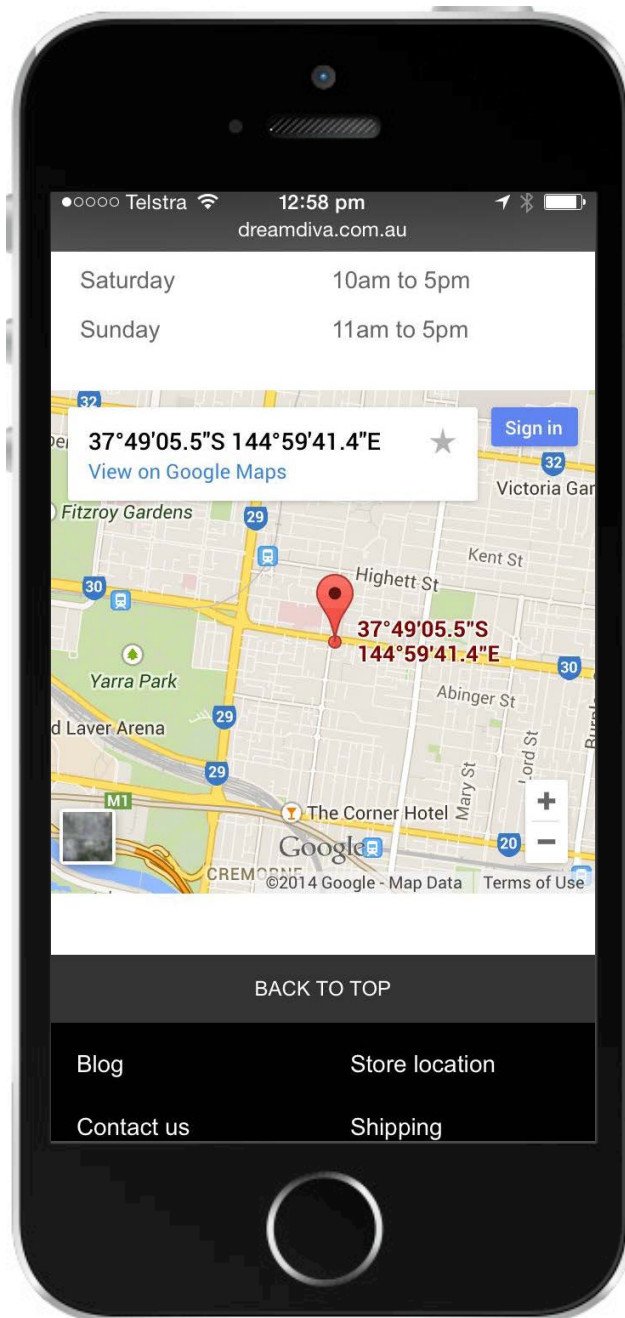 Telstra 12:58 pm
dreamdiva.com.au
Saturday 10am to 5pm
Sunday 11am to 5pm
32
37°49'05.5"S 144°59'41.4"E
View on Google Maps
Sign in
32
Victoria Gar
Fitzroy Gardens
29
Kent St
Highett St
30
37°49'05.5"S
144°59'41.4"E
30
Yarra Park
Abinger St
d Laver Arena
29
Lord St
29
Mary St
M1
The Corner Hotel
+
Google
20
−
CREMORNE
©2014 Google - Map Data Terms of Use
BACK TO TOP
Blog Store location
Contact us Shipping